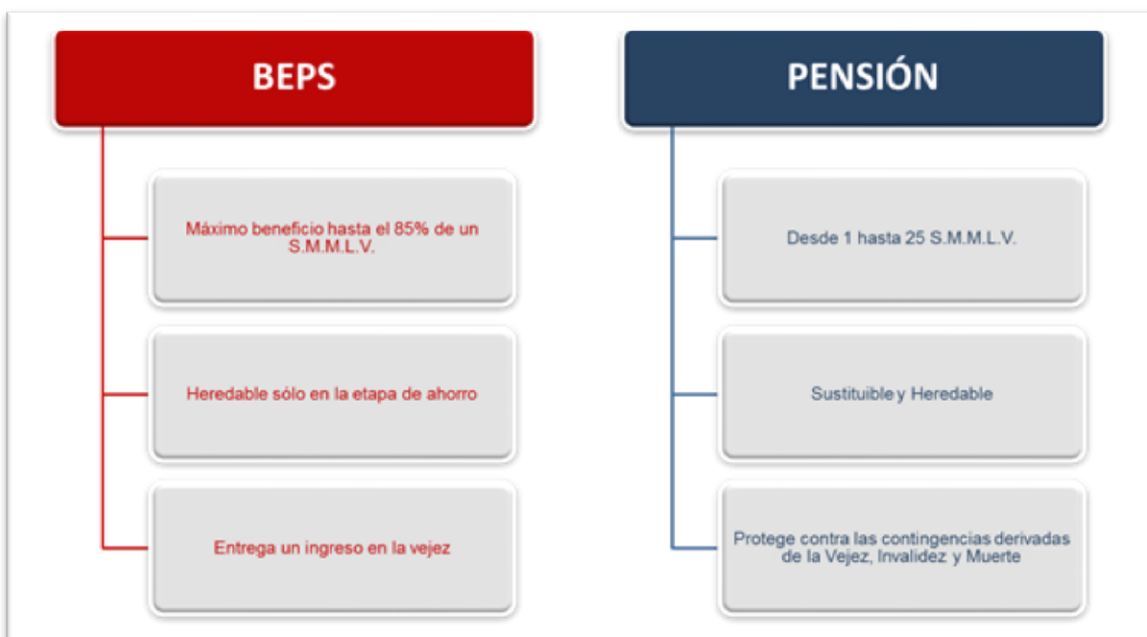 BEPS
Máximo beneficio hasta el 85% de un
S.M.M.L.V.
Heredable sólo en la etapa de ahorro
Entrega un ingreso en la vejez
PENSIÓN
Desde 1 hasta 25 S.M.M.L.V.
Sustituible y Heredable
Protege contra las contingencias derivadas
de la Vejez, Invalidez y Muerte